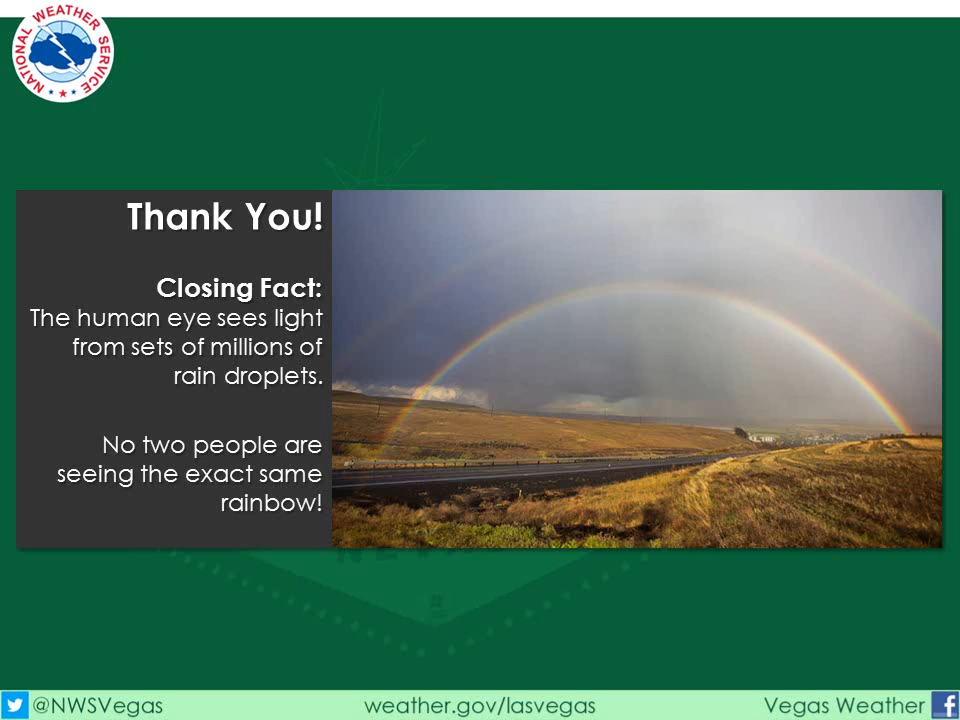 NATIONAL WEATHER SERVICE
Thank You!
Closing Fact:
The human eye sees light
from sets of millions of
rain droplets.
No two people are
seeing the exact same
rainbow!
@NWSVegas
weather.gov/lasvegas
Vegas Weather